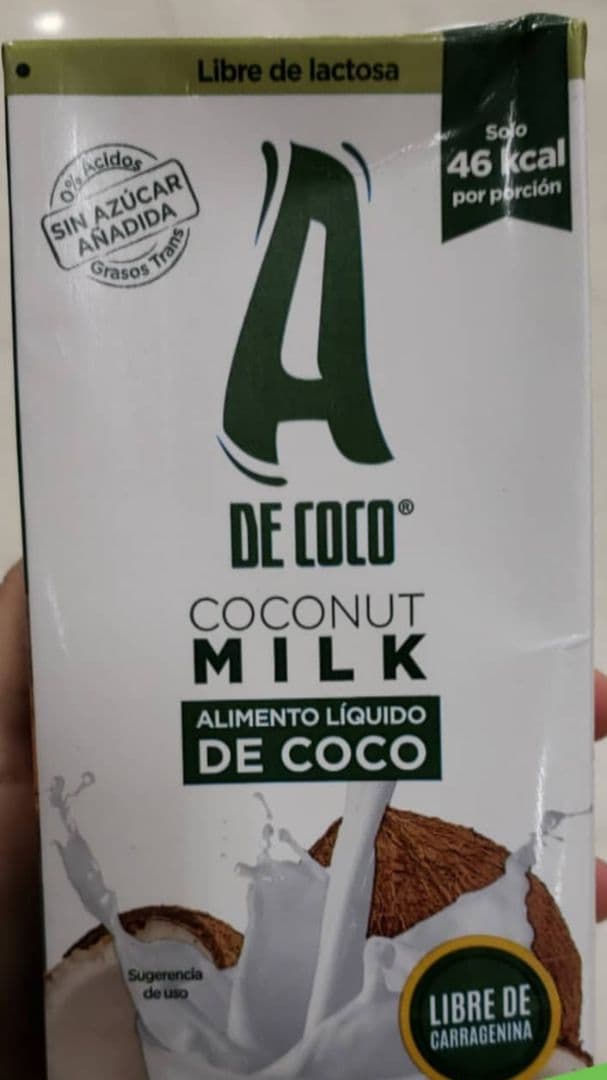 Libre de lactosa
Solo
46 kcal
por porción
0% Ácidos
SIN AZÚCAR
AÑADIDA
Grasos Trans
A
DE COCO®
COCONUT
MILK
ALIMENTO LÍQUIDO
DE COCO
Sugerencia
de uso
LIBRE DE
CARRAGENINA